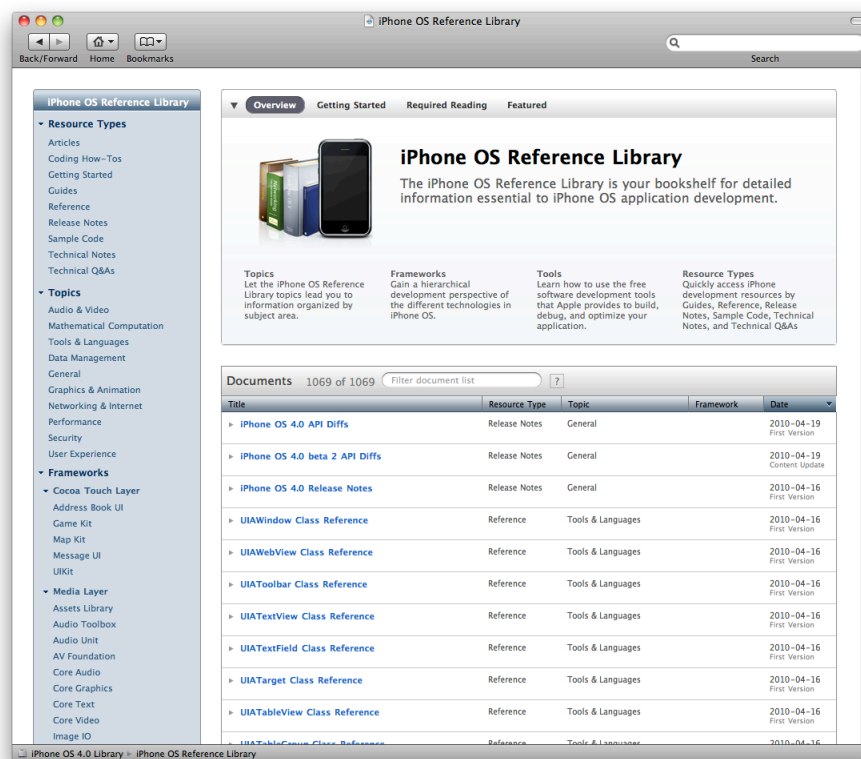 iPhone OS Reference Library
Back/Forward Home Bookmarks
Search
iPhone OS Reference Library
Resource Types
Articles
Coding How-Tos
Getting Started
Guides
Reference
Release Notes
Sample Code
Technical Notes
Technical Q&As
Topics
Audio & Video
Mathematical Computation
Tools & Languages
Data Management
General
Graphics & Animation
Networking & Internet
Performance
Security
User Experience
Frameworks
Cocoa Touch Layer
Address Book UI
Game Kit
Map Kit
Message UI
UIKit
Media Layer
Assets Library
Audio Toolbox
Audio Unit
AV Foundation
Core Audio
Core Graphics
Core Text
Core Video
Image IO
Overview Getting Started Required Reading Featured
iPhone OS Reference Library
The iPhone OS Reference Library is your bookshelf for detailed
information essential to iPhone OS application development.
Topics
Let the iPhone OS Reference
Library topics lead you to
information organized by
subject area.
Frameworks
Gain a hierarchical
development perspective of
the different technologies in
iPhone OS.
Tools
Learn how to use the free
software development tools
that Apple provides to build,
debug, and optimize your
application.
Resource Types
Quickly access iPhone
development resources by
Guides, Reference, Release
Notes, Sample Code, Technical
Notes, and Technical Q&As
Documents 1069 of 1069 Filter document list ?
Title Resource Type Topic Framework Date
iPhone OS 4.0 API Diffs Release Notes General 2010-04-19
First Version
iPhone OS 4.0 beta 2 API Diffs Release Notes General 2010-04-19
Content Update
iPhone OS 4.0 Release Notes Release Notes General 2010-04-16
First Version
UIAWindow Class Reference Reference Tools & Languages 2010-04-16
First Version
UIAWebView Class Reference Reference Tools & Languages 2010-04-16
First Version
UIAToolbar Class Reference Reference Tools & Languages 2010-04-16
First Version
UIATextView Class Reference Reference Tools & Languages 2010-04-16
First Version
UIATextField Class Reference Reference Tools & Languages 2010-04-16
First Version
UIATarget Class Reference Reference Tools & Languages 2010-04-16
First Version
UIATableView Class Reference Reference Tools & Languages 2010-04-16
First Version
UIATableGroup Class Reference Reference Tools & Languages 2010-04-16
iPhone OS 4.0 Library iPhone OS Reference Library